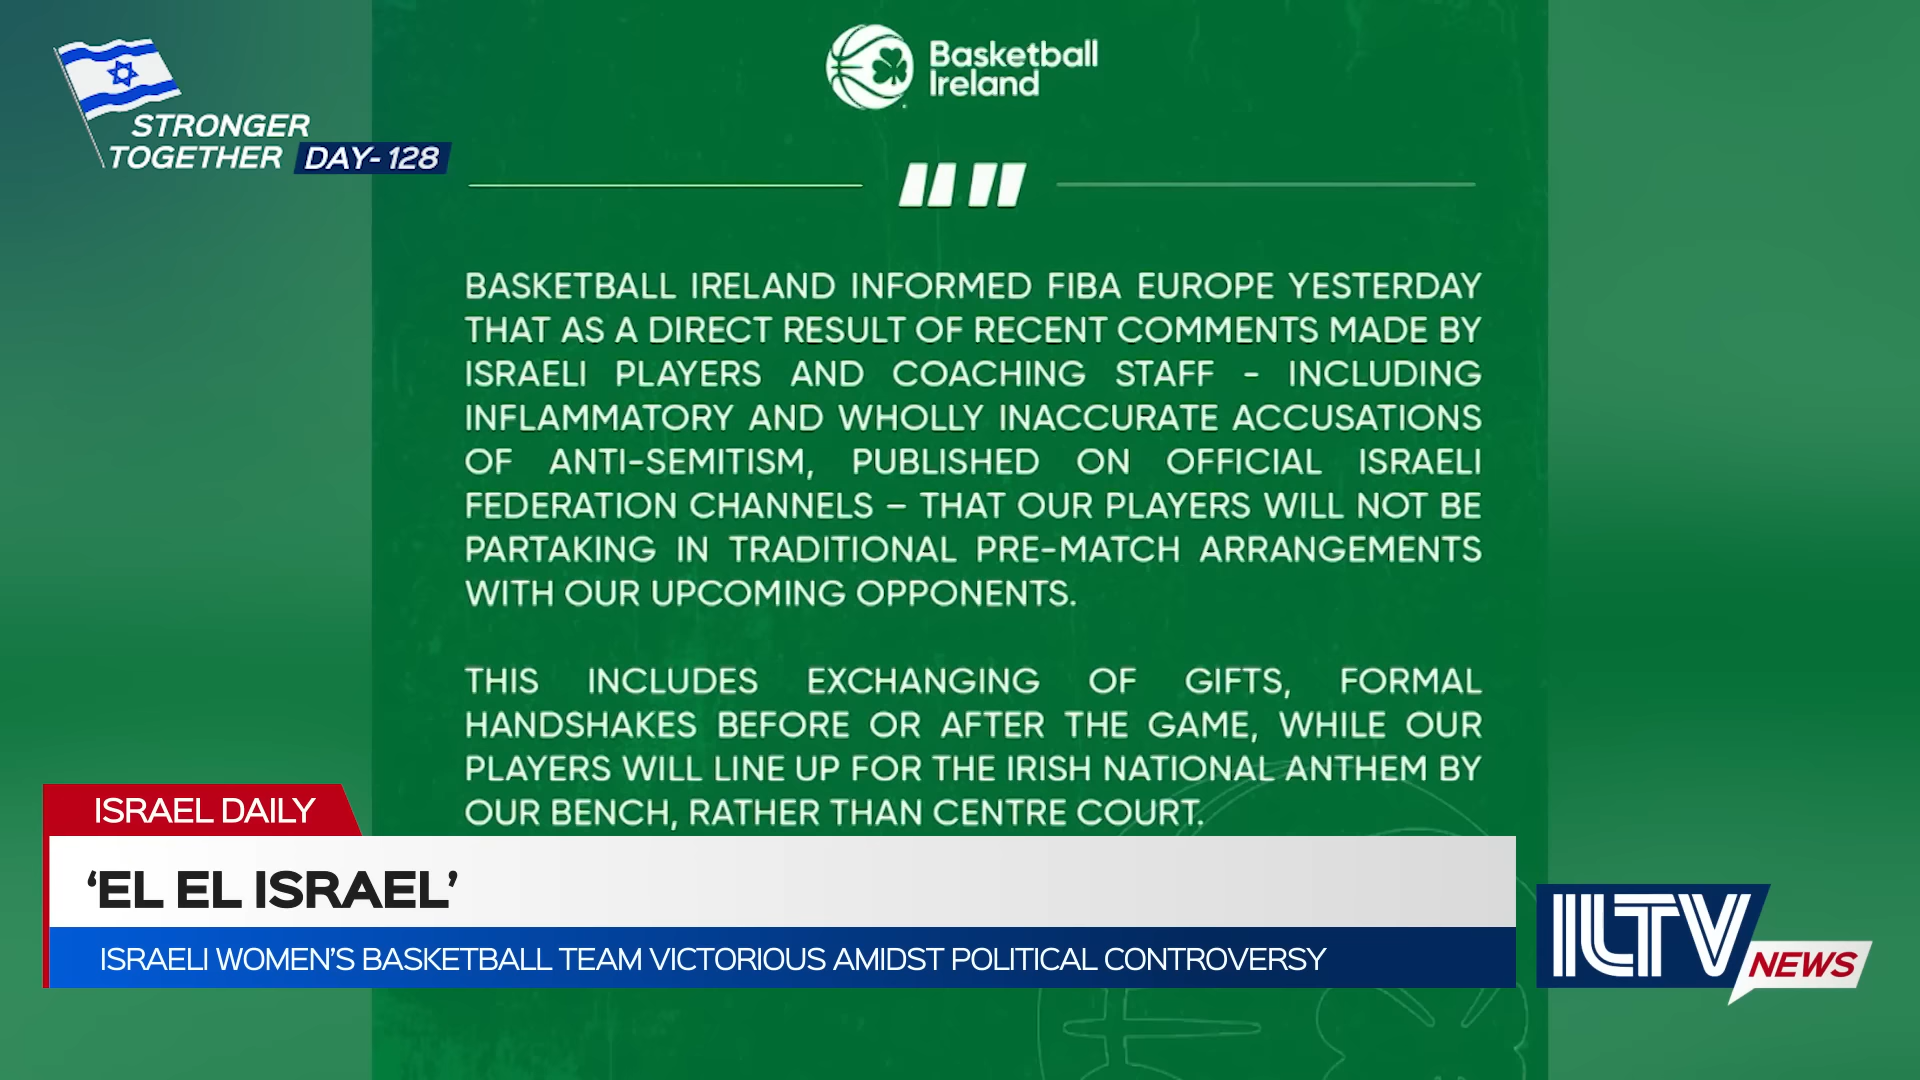 Basketball
Ireland
STRONGER
TOGETHER DAY- 128
BASKETBALL IRELAND INFORMED FIBA EUROPE YESTERDAY
THAT AS A DIRECT RESULT OF RECENT COMMENTS MADE BY
ISRAELI PLAYERS AND COACHING STAFF - INCLUDING
INFLAMMATORY AND WHOLLY INACCURATE ACCUSATIONS
OF ANTI-SEMITISM, PUBLISHED ON OFFICIAL ISRAELI
FEDERATION CHANNELS – THAT OUR PLAYERS WILL NOT BE
PARTAKING IN TRADITIONAL PRE-MATCH ARRANGEMENTS
WITH OUR UPCOMING OPPONENTS.
THIS INCLUDES EXCHANGING OF GIFTS, FORMAL
HANDSHAKES BEFORE OR AFTER THE GAME, WHILE OUR
PLAYERS WILL LINE UP FOR THE IRISH NATIONAL ANTHEM BY
OUR BENCH, RATHER THAN CENTRE COURT.
ISRAEL DAILY
‘EL EL ISRAEL’
ISRAELI WOMEN’S BASKETBALL TEAM VICTORIOUS AMIDST POLITICAL CONTROVERSY
ILTV
NEWS